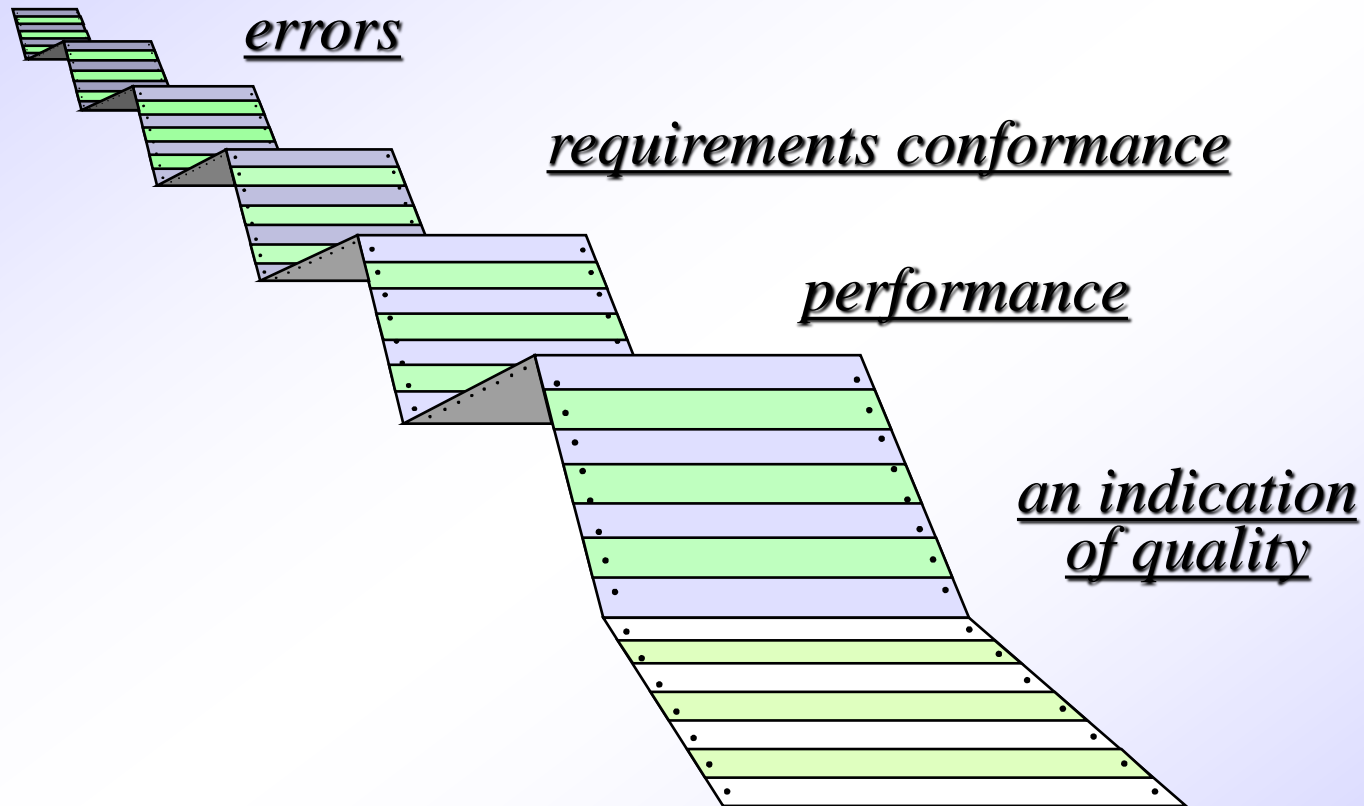 errors
requirements conformance
performance
an indication
of quality